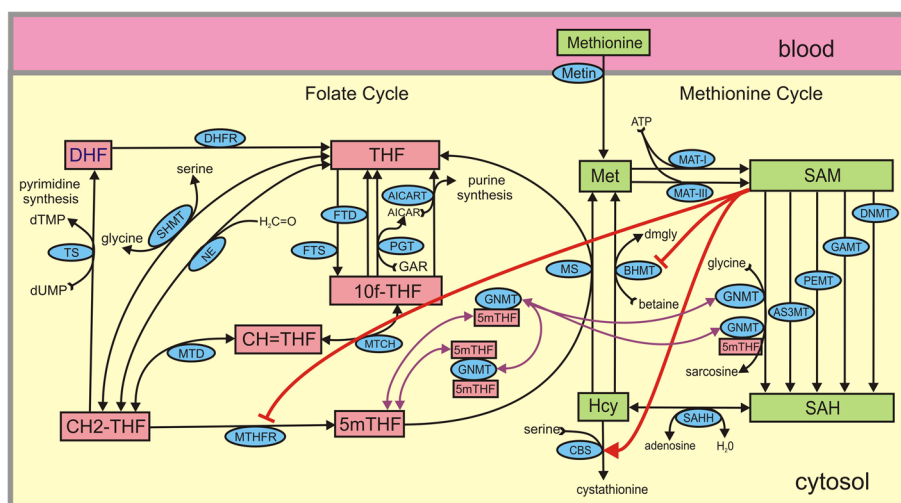 Methionine
blood
Metin
Folate Cycle
Methionine Cycle
DHF
DHFR
THF
ATP
MAT-I
MAT-III
Met
SAM
serine
pyrimidine
synthesis
dTMP
TS
dUMP
glycine
SHMT
NE
H₂C=O
FTD
FTS
AICART
AICAR
PGT
GAR
purine
synthesis
10f-THF
MS
dmgly
BHMT
betaine
DNMT
GAMT
PEMT
AS3MT
glycine
GNMT
GNMT
5mTHF
sarcosine
GNMT
5mTHF
5mTHF
GNMT
5mTHF
CH=THF
MTD
MTCH
CH2-THF
MTHFR
5mTHF
Hcy
SAHH
adenosine
H₂0
SAH
serine
CBS
cystathionine
cytosol